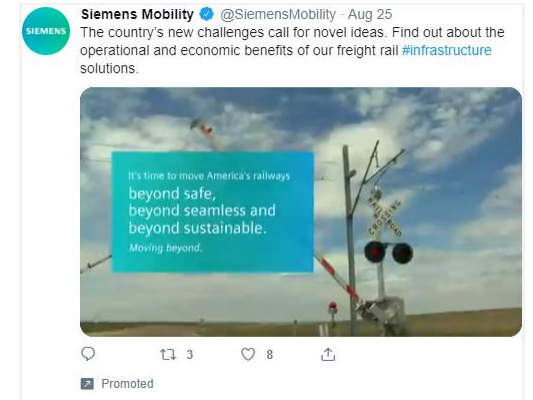 SIEMENS
Siemens Mobility @SiemensMobility · Aug 25
The country's new challenges call for novel ideas. Find out about the
operational and economic benefits of our freight rail #infrastructure
solutions.
It's time to move America's railways
beyond safe,
beyond seamless and
beyond sustainable.
Moving beyond.
RAIL ROAD
CROSSING
3
8
Promoted